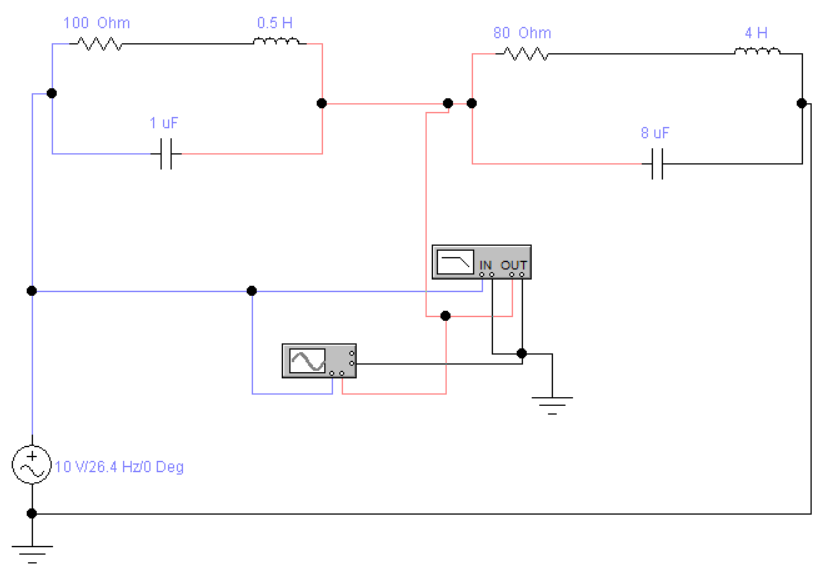 100 Ohm
0.5 H
80 Ohm
4 H
1 uF
8 uF
IN OUT
10 V/26.4 Hz/0 Deg